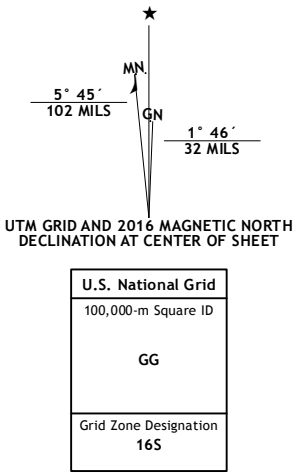 ★
MN.
GN
5° 45´
102 MILS
1° 46´
32 MILS
UTM GRID AND 2016 MAGNETIC NORTH
DECLINATION AT CENTER OF SHEET
U.S. National Grid
100,000-m Square ID
GG
Grid Zone Designation
16S